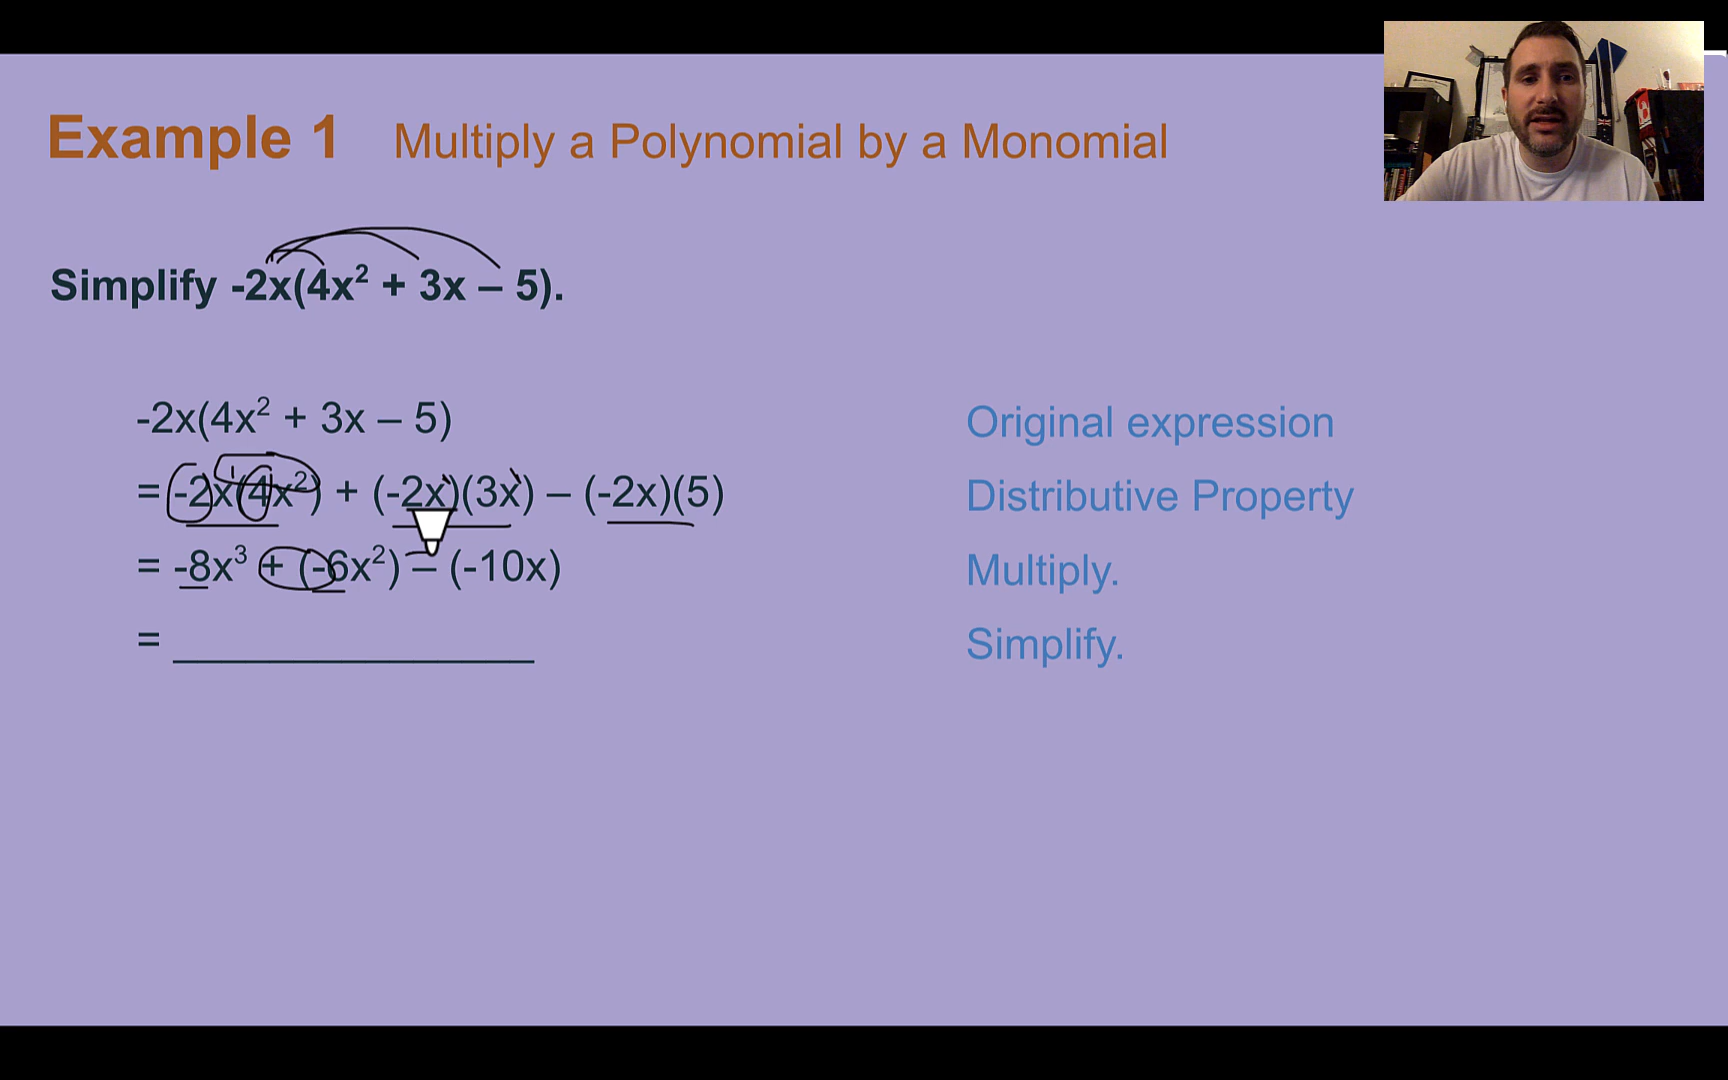 Example 1 Multiply a Polynomial by a Monomial
Simplify -2x(4x² + 3x – 5).
-2x(4x² + 3x – 5) Original expression
= -2x(4x²) + (-2x)(3x) – (-2x)(5) Distributive Property
= -8x³ + (-6x²) – (-10x) Multiply.
= _______________ Simplify.